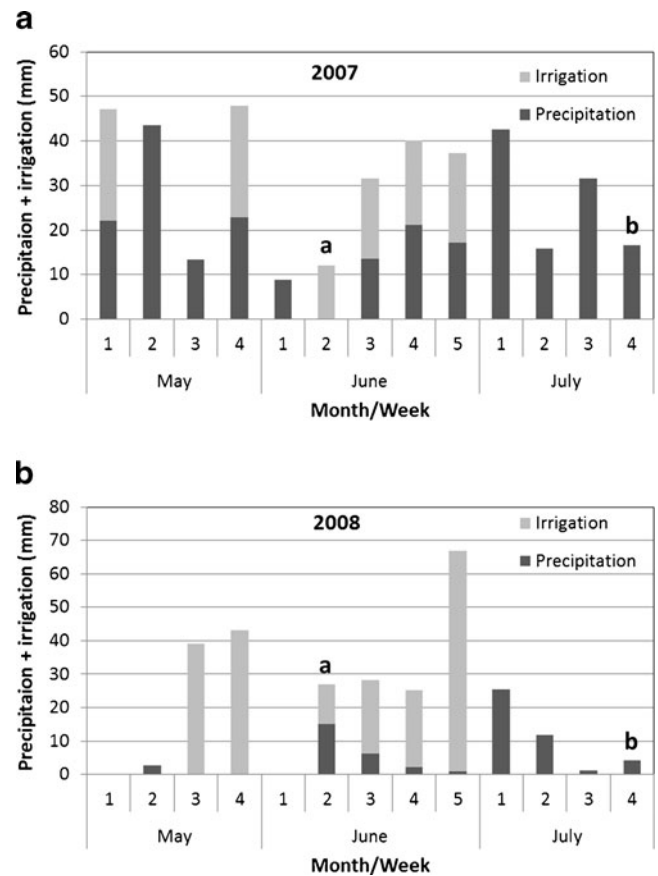 a
2007
Irrigation
Precipitation
Precipitaion + irrigation (mm)
60
50
40
30
20
10
0
a
b
1 2 3 4 1 2 3 4 5 1 2 3 4
May June July
Month/Week
b
2008
Irrigation
Precipitation
Precipitaion + irrigation (mm)
80
70
60
50
40
30
20
10
0
a
b
1 2 3 4 1 2 3 4 5 1 2 3 4
May June July
Month/Week